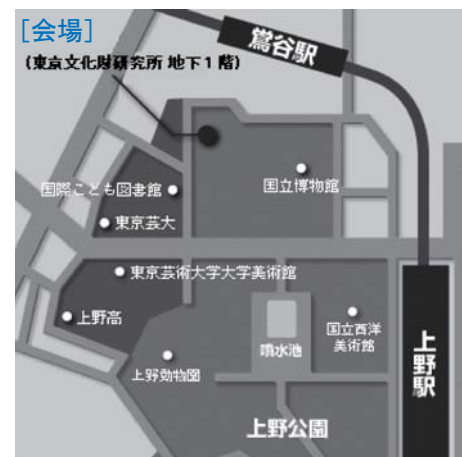 [会場]
(東京文化財研究所 地下1階)
鶯谷駅
国立博物館
国際こども図書館
東京芸大
東京芸術大学大学美術館
上野高
上野動物園
噴水池
国立西洋
美術館
上野駅
上野公園